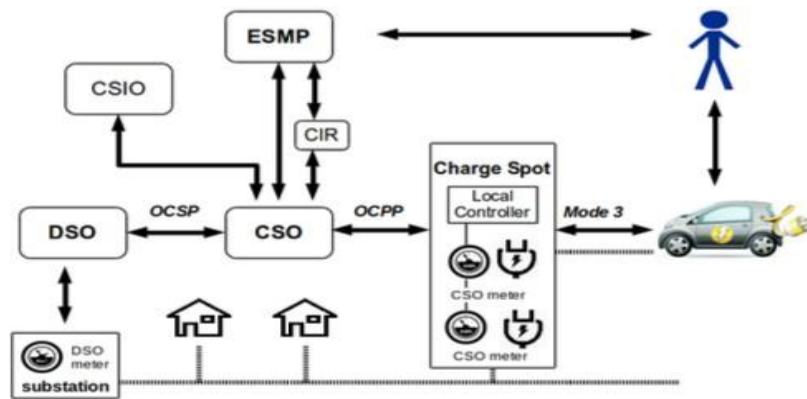 ESMP
CSIO
CIR
Charge Spot
Local
Controller
OCSP
OCPP
Mode 3
DSO
CSO
CSO meter
CSO meter
DSO
meter
substation